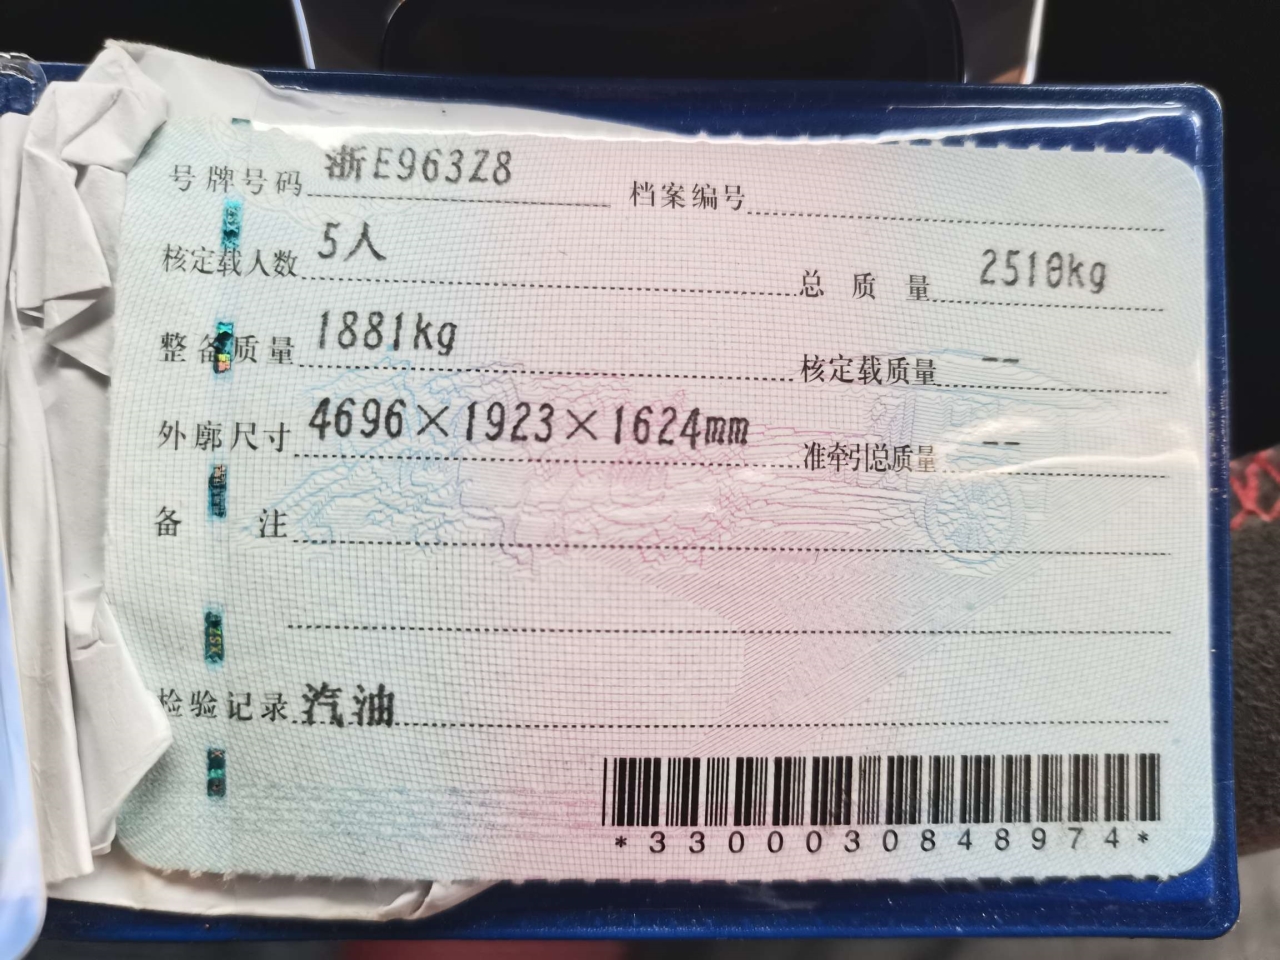 号牌号码 浙E963Z8 档案编号
核定载人数 5人 总质量 2510kg
整备质量 1881kg 核定载质量 --
外廓尺寸 4696×1923×1624mm 准牵引总质量 --
备注
检验记录 汽油
*3300030848974*